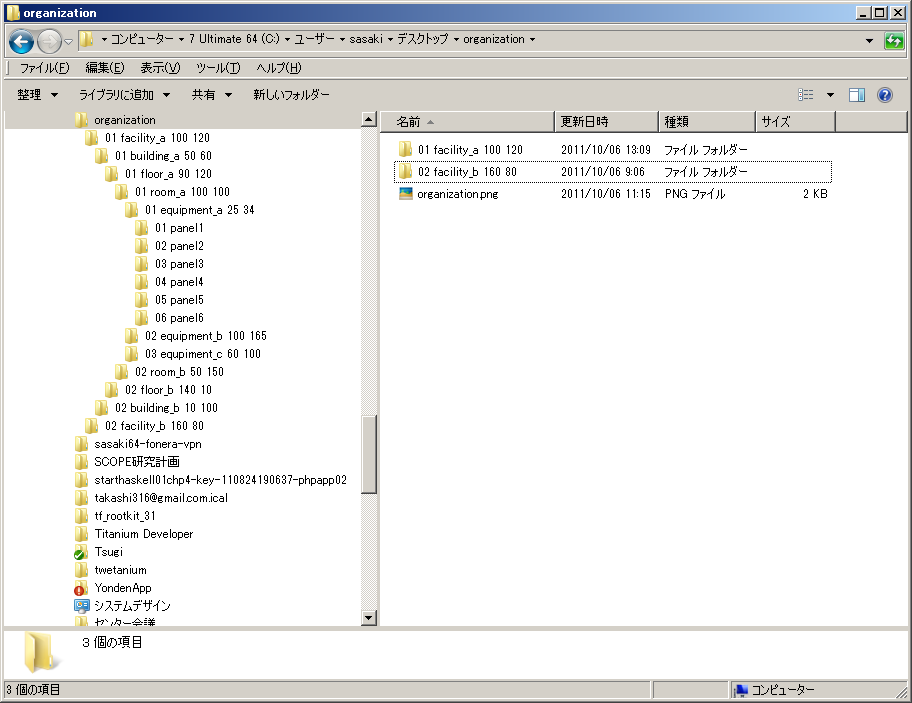 organization
コンピューター 7 Ultimate 64 (C:) ユーザー sasaki デスクトップ organization
ファイル(F) 編集(E) 表示(V) ツール(T) ヘルプ(H)
整理 ライブラリに追加 共有 新しいフォルダー
organization
01 facility_a 100 120
01 building_a 50 60
01 floor_a 90 120
01 room_a 100 100
01 equipment_a 25 34
01 panel1
02 panel2
03 panel3
04 panel4
05 panel5
06 panel6
02 equipment_b 100 165
03 equpiment_c 60 100
02 room_b 50 150
02 floor_b 140 10
02 building_b 10 100
02 facility_b 160 80
sasaki64-fonera-vpn
SCOPE研究計画
starthaskell01chp4-key-110824190637-phpapp02
takashi316@gmail.com.ical
tf_rootkit_31
Titanium Developer
Tsugi
twetanium
YondenApp
システムデザイン
センター会議
名前 更新日時 種類 サイズ
01 facility_a 100 120 2011/10/06 13:09 ファイル フォルダー
02 facility_b 160 80 2011/10/06 9:06 ファイル フォルダー
organization.png 2011/10/06 11:15 PNG ファイル 2 KB
3 個の項目
3 個の項目 コンピューター